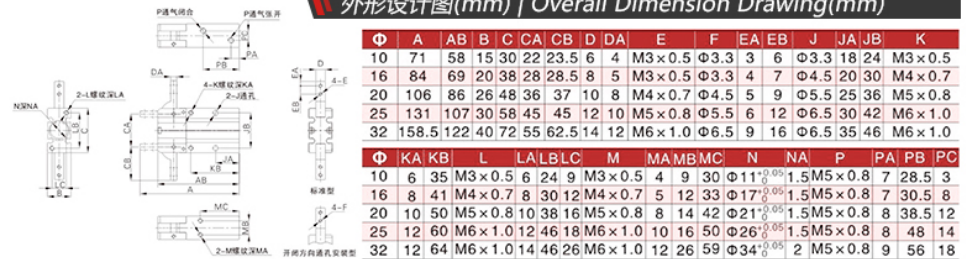 外形设计图(mm) | Overall Dimension Drawing(mm)
P通气闭合
P通气张开
PC
PA
PB
DA
D
EA
4-E
EB
N深NA
2-L螺纹深LA
4-K螺纹深KA
2-J通孔
LB
C
CA
CB
JB
JA
KB
AB
A
LC
B
标准型
MC
MB
2-M螺纹深MA
4-F
开闭方向通孔安装型
Φ A AB B C CA CB D DA E F EA EB J JA JB K
10 71 58 15 30 22 23.5 6 4 M3×0.5 Φ3.3 3 6 Φ3.3 18 24 M3×0.5
16 84 69 20 38 28 28.5 8 5 M3×0.5 Φ3.3 4 7 Φ4.5 20 30 M4×0.7
20 106 86 26 48 36 37 10 8 M4×0.7 Φ4.5 5 9 Φ5.5 25 36 M5×0.8
25 131 107 30 58 45 45 12 10 M5×0.8 Φ5.5 6 12 Φ6.5 30 42 M6×1.0
32 158.5 122 40 72 55 62.5 14 12 M6×1.0 Φ6.5 9 16 Φ6.5 35 46 M6×1.0
Φ KA KB L LA LB LC M MA MB MC N NA P PA PB PC
10 6 35 M3×0.5 6 24 9 M3×0.5 4 9 30 Φ11+0.05 0 1.5 M5×0.8 7 28.5 3
16 8 41 M4×0.7 8 30 12 M4×0.7 5 12 33 Φ17+0.05 0 1.5 M5×0.8 7 30.5 8
20 10 50 M5×0.8 10 38 16 M5×0.8 8 14 42 Φ21+0.05 0 1.5 M5×0.8 8 38.5 12
25 12 60 M6×1.0 12 46 18 M6×1.0 10 16 50 Φ26+0.05 0 1.5 M5×0.8 8 48 14
32 12 64 M6×1.0 14 46 26 M6×1.0 12 26 59 Φ34+0.05 0 2 M5×0.8 9 56 18